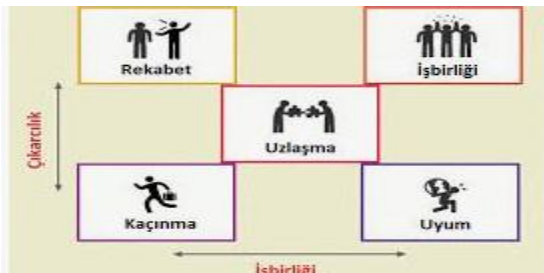 Rekabet
İşbirliği
Çıkarcılık
Uzlaşma
Kaçınma
Uyum
İşbirliği